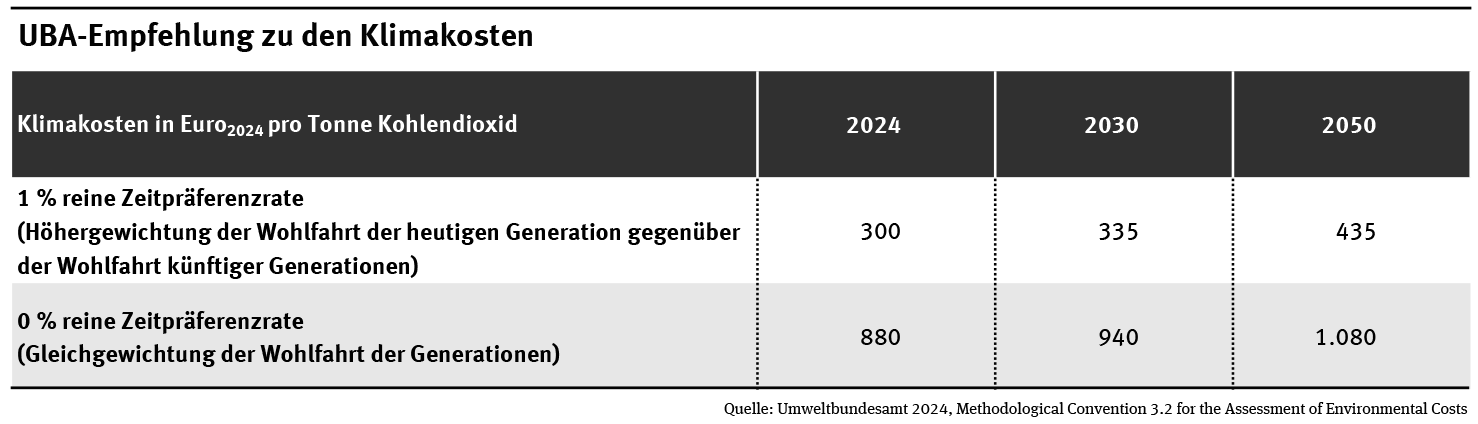 UBA-Empfehlung zu den Klimakosten
Klimakosten in Euro2024 pro Tonne Kohlendioxid 2024 2030 2050
1 % reine Zeitpräferenzrate
(Höhergewichtung der Wohlfahrt der heutigen Generation gegenüber 300 335 435
der Wohlfahrt künftiger Generationen)
0 % reine Zeitpräferenzrate
(Gleichgewichtung der Wohlfahrt der Generationen) 880 940 1.080
Quelle: Umweltbundesamt 2024, Methodological Convention 3.2 for the Assessment of Environmental Costs